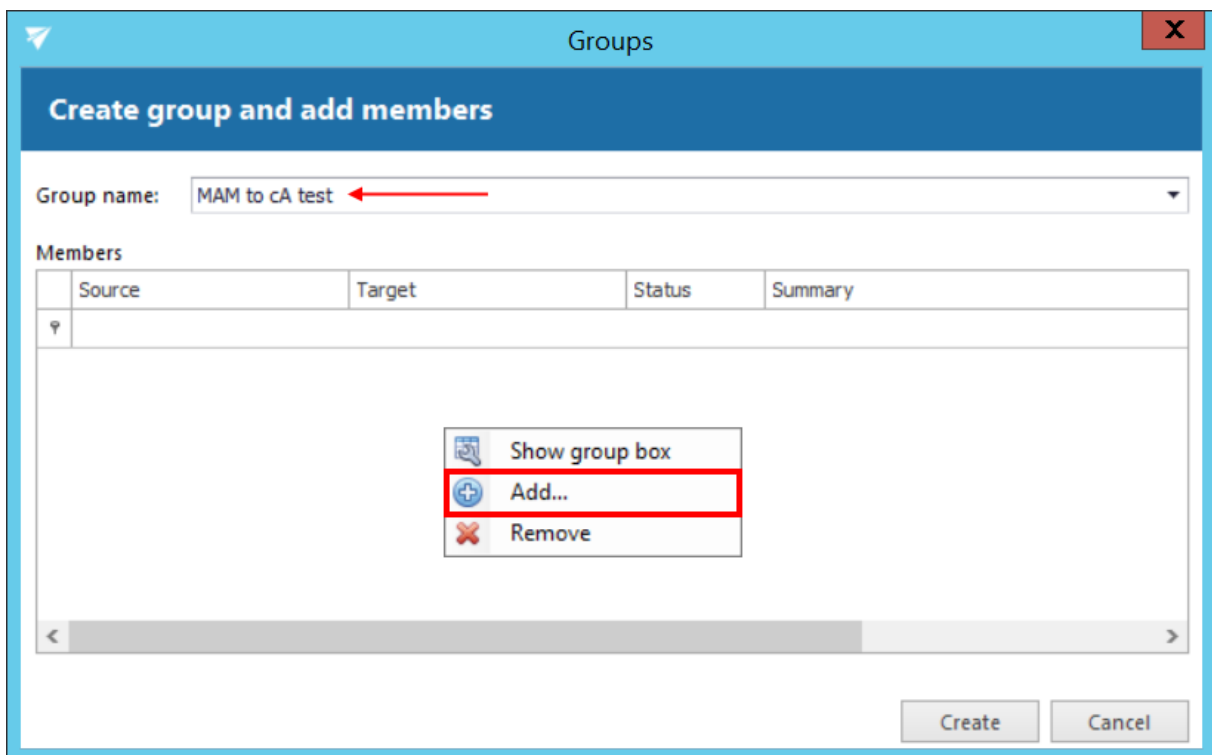 Groups
X
Create group and add members
Group name: MAM to cA test
Members
Source Target Status Summary
Show group box
Add...
Remove
Create Cancel